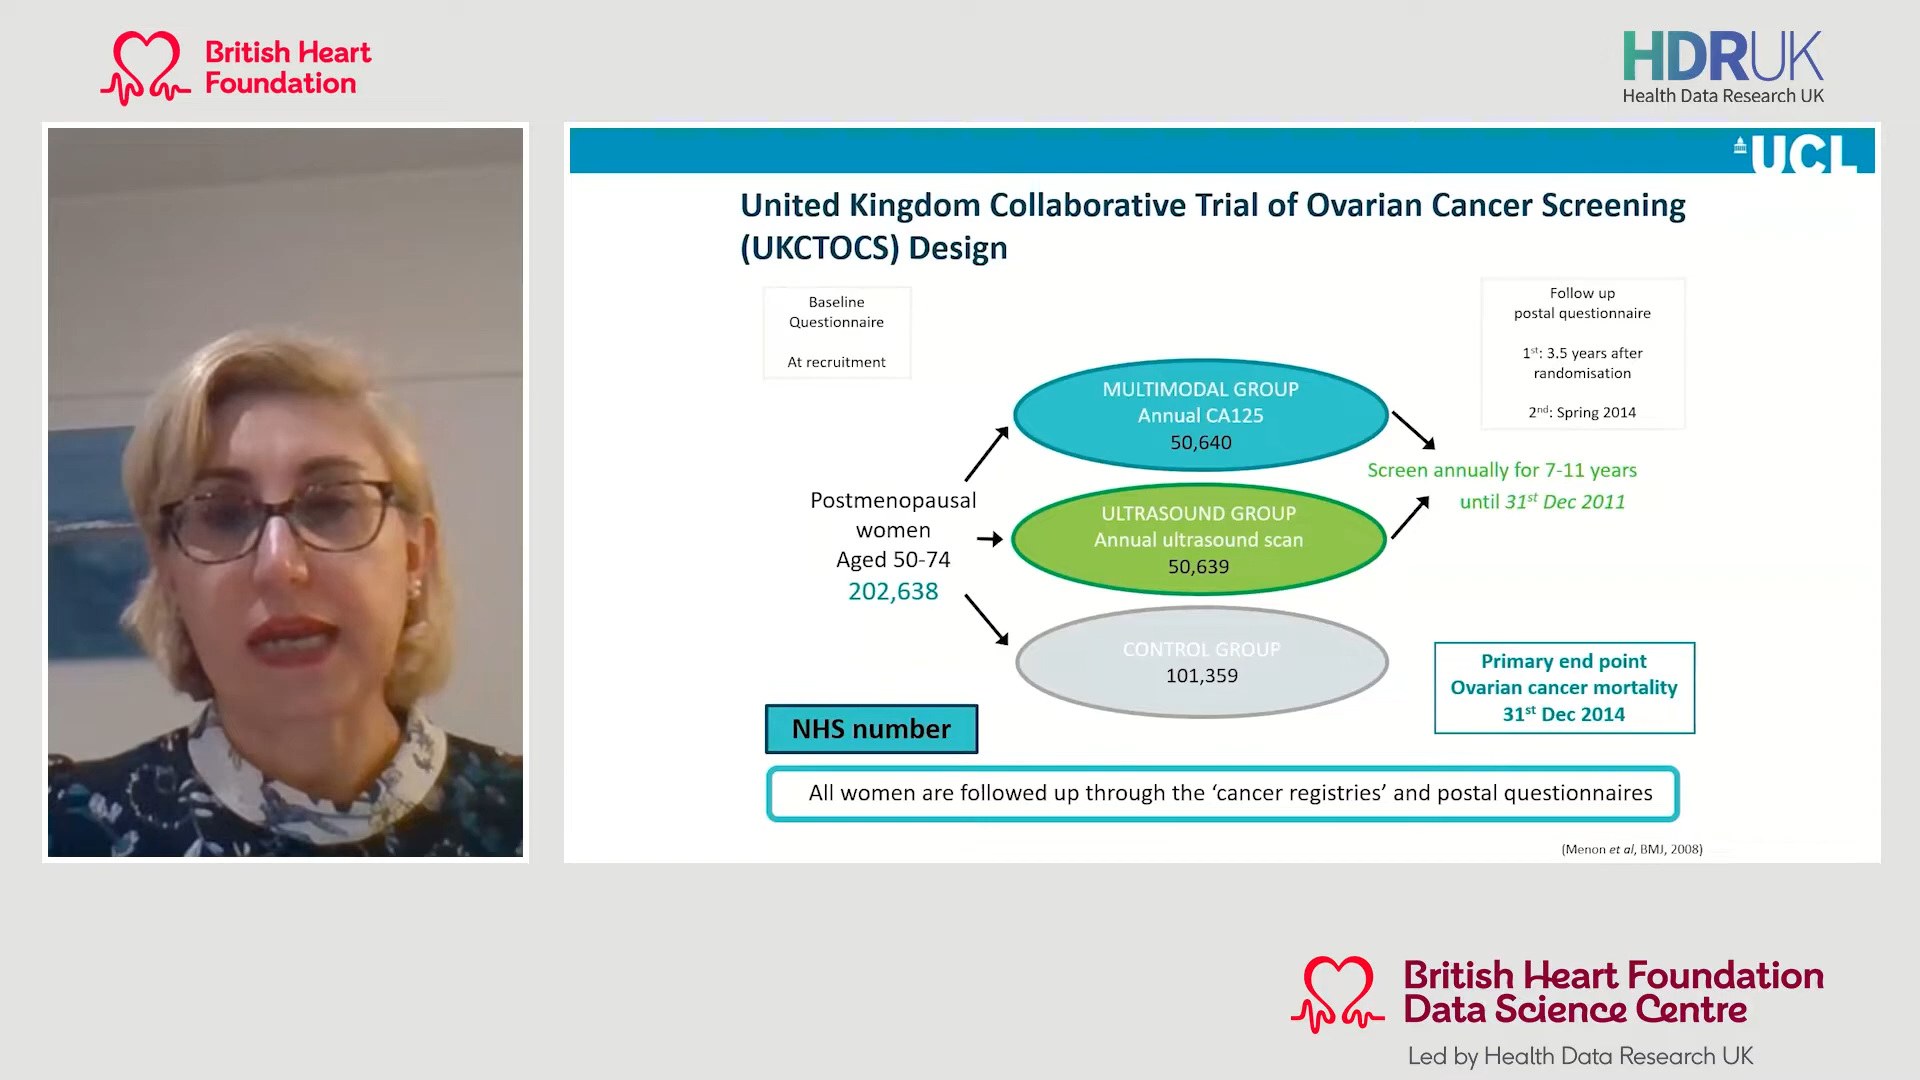 British Heart
Foundation
HDRUK
Health Data Research UK
UCL
United Kingdom Collaborative Trial of Ovarian Cancer Screening
(UKCTOCS) Design
Baseline
Questionnaire
At recruitment
Follow up
postal questionnaire
1st: 3.5 years after
randomisation
2nd: Spring 2014
MULTIMODAL GROUP
Annual CA125
50,640
Screen annually for 7-11 years
until 31st Dec 2011
Postmenopausal
women
Aged 50-74
202,638
ULTRASOUND GROUP
Annual ultrasound scan
50,639
CONTROL GROUP
101,359
Primary end point
Ovarian cancer mortality
31st Dec 2014
NHS number
All women are followed up through the ‘cancer registries’ and postal questionnaires
(Menon et al, BMJ, 2008)
British Heart Foundation
Data Science Centre
Led by Health Data Research UK